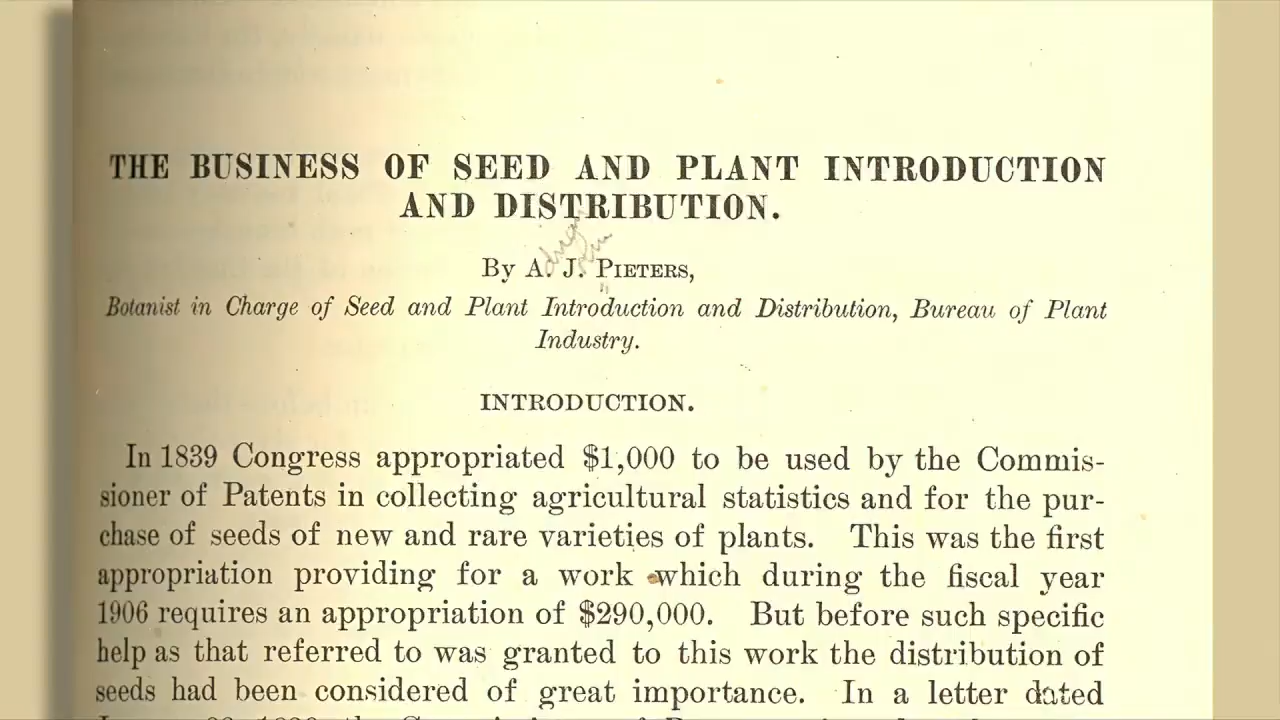 THE BUSINESS OF SEED AND PLANT INTRODUCTION
AND DISTRIBUTION.
By A. J. PIETERS,
Botanist in Charge of Seed and Plant Introduction and Distribution, Bureau of Plant
Industry.
INTRODUCTION.
In 1839 Congress appropriated $1,000 to be used by the Commis-
sioner of Patents in collecting agricultural statistics and for the pur-
chase of seeds of new and rare varieties of plants. This was the first
appropriation providing for a work which during the fiscal year
1906 requires an appropriation of $290,000. But before such specific
help as that referred to was granted to this work the distribution of
seeds had been considered of great importance. In a letter dated